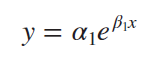 y = α₁e^{β₁x}